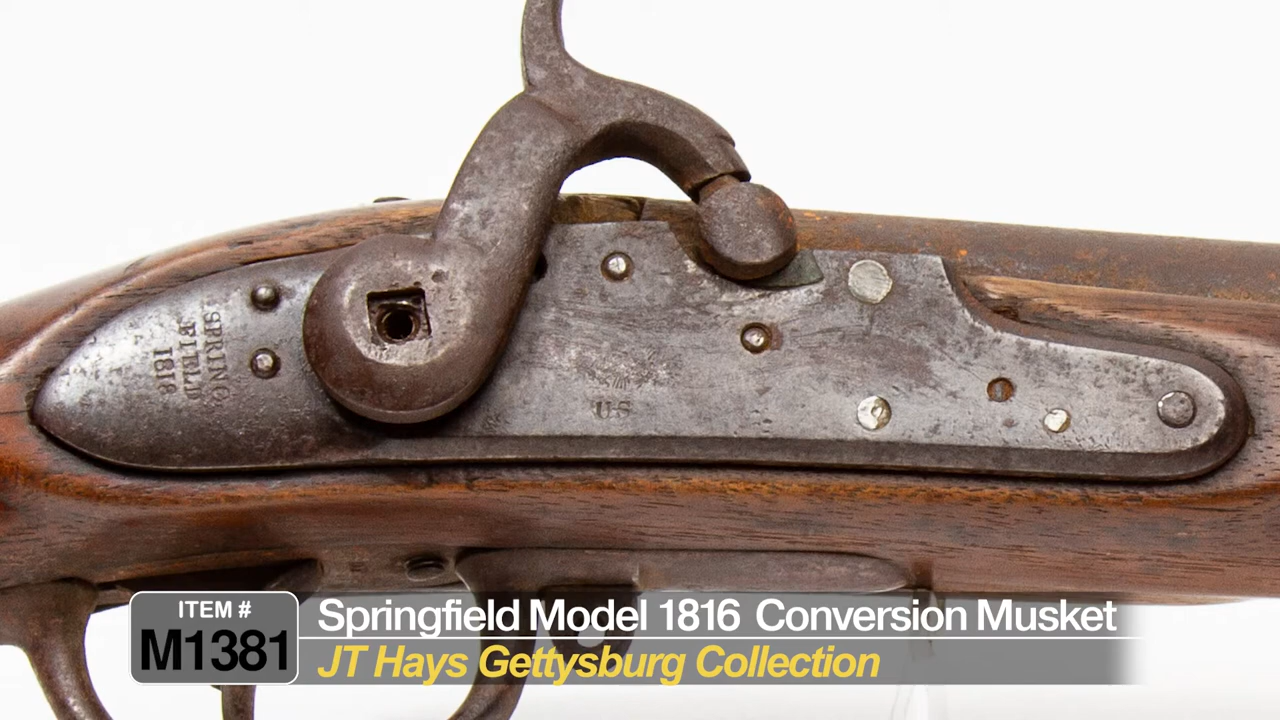 SPRING
FIELD
1818
US
ITEM #
M1381
Springfield Model 1816 Conversion Musket
JT Hays Gettysburg Collection